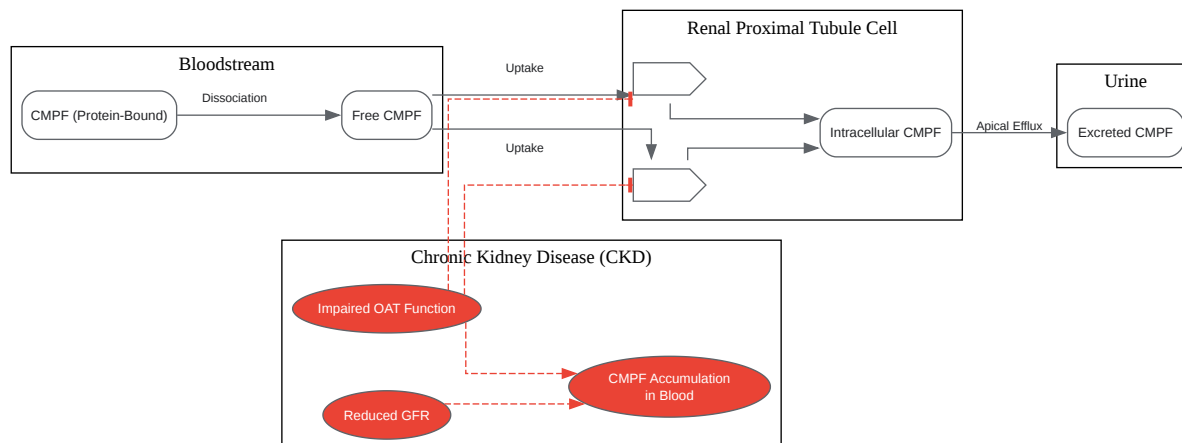 Renal Proximal Tubule Cell
Bloodstream
Urine
Uptake
Dissociation
CMPF (Protein-Bound)
Free CMPF
Intracellular CMPF
Apical Efflux
Excreted CMPF
Uptake
Chronic Kidney Disease (CKD)
Impaired OAT Function
CMPF Accumulation
in Blood
Reduced GFR